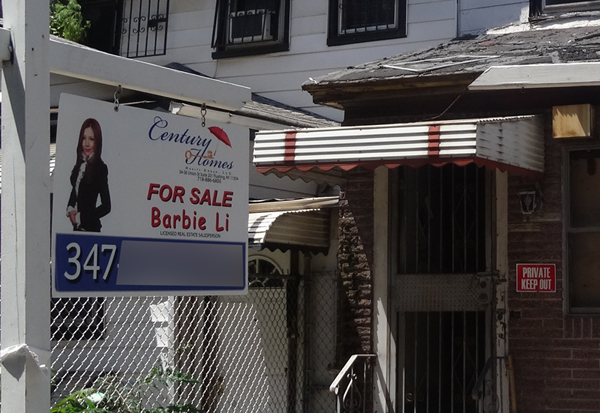 Century
Homes
FOR SALE
Barbie Li
LICENSED REAL ESTATE SALESPERSON
347
PRIVATE
KEEP OUT